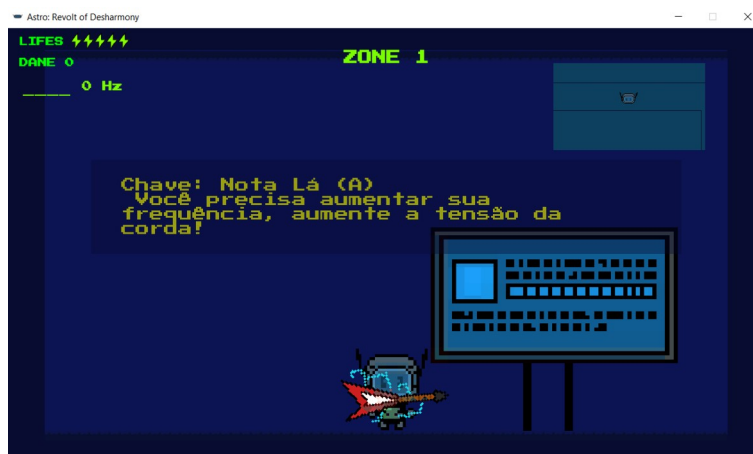 Astro: Revolt of Desharmony
LIFES
DANE 0
ZONE 1
____ 0 Hz
Chave: Nota Lá (A)
Você precisa aumentar sua
frequência, aumente a tensão da
corda!